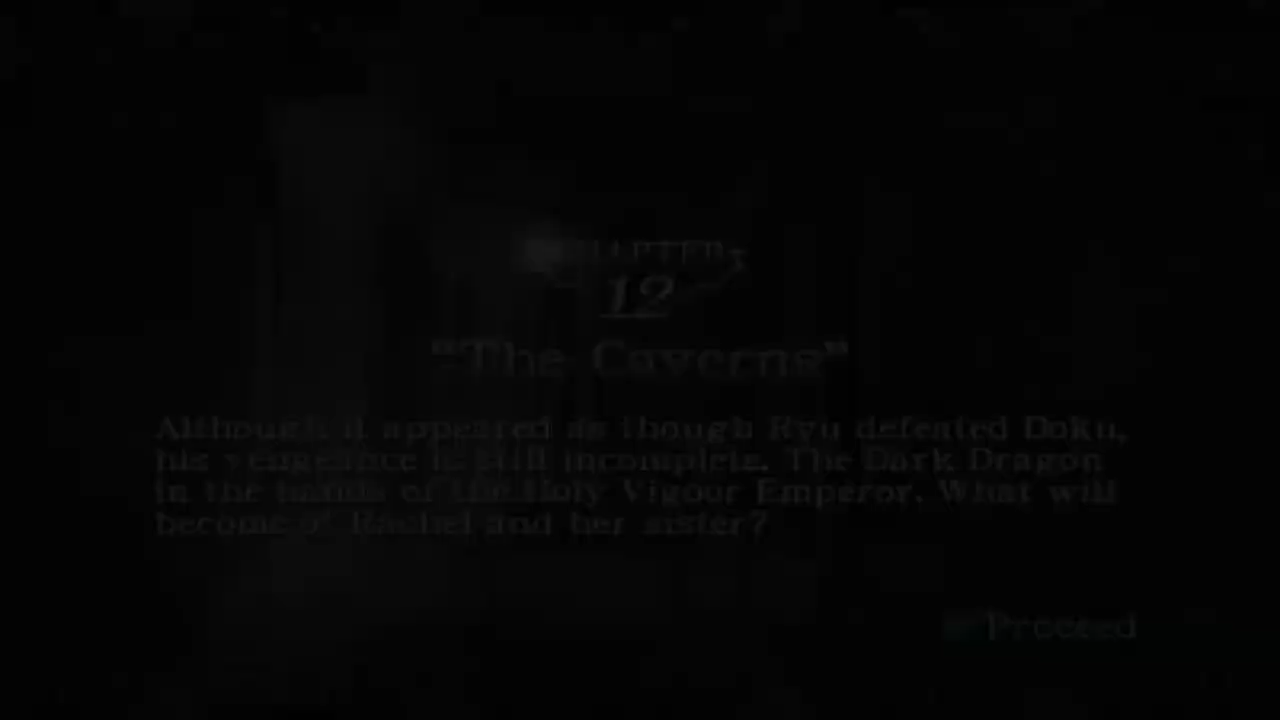 CHAPTER
12
"The Caverns"
Although it appeared as though Ryu defeated Doku,
his vengeance is still incomplete. The Dark Dragon
in the hands of the Holy Vigour Emperor. What will
become of Rachel and her sister?
Proceed